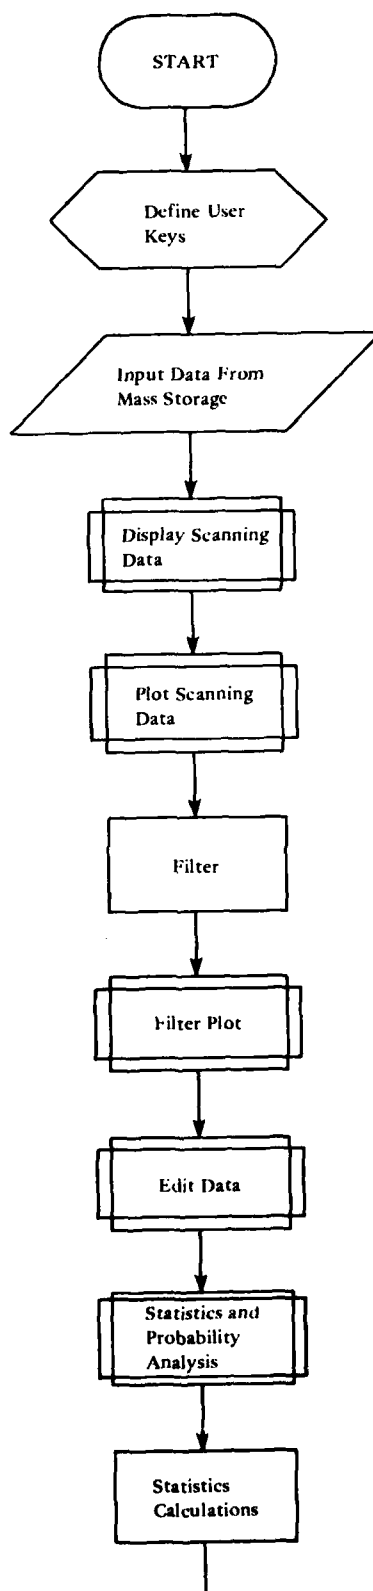 START
Define User
Keys
Input Data From
Mass Storage
Display Scanning
Data
Plot Scanning
Data
Filter
Filter Plot
Edit Data
Statistics and
Probability
Analysis
Statistics
Calculations